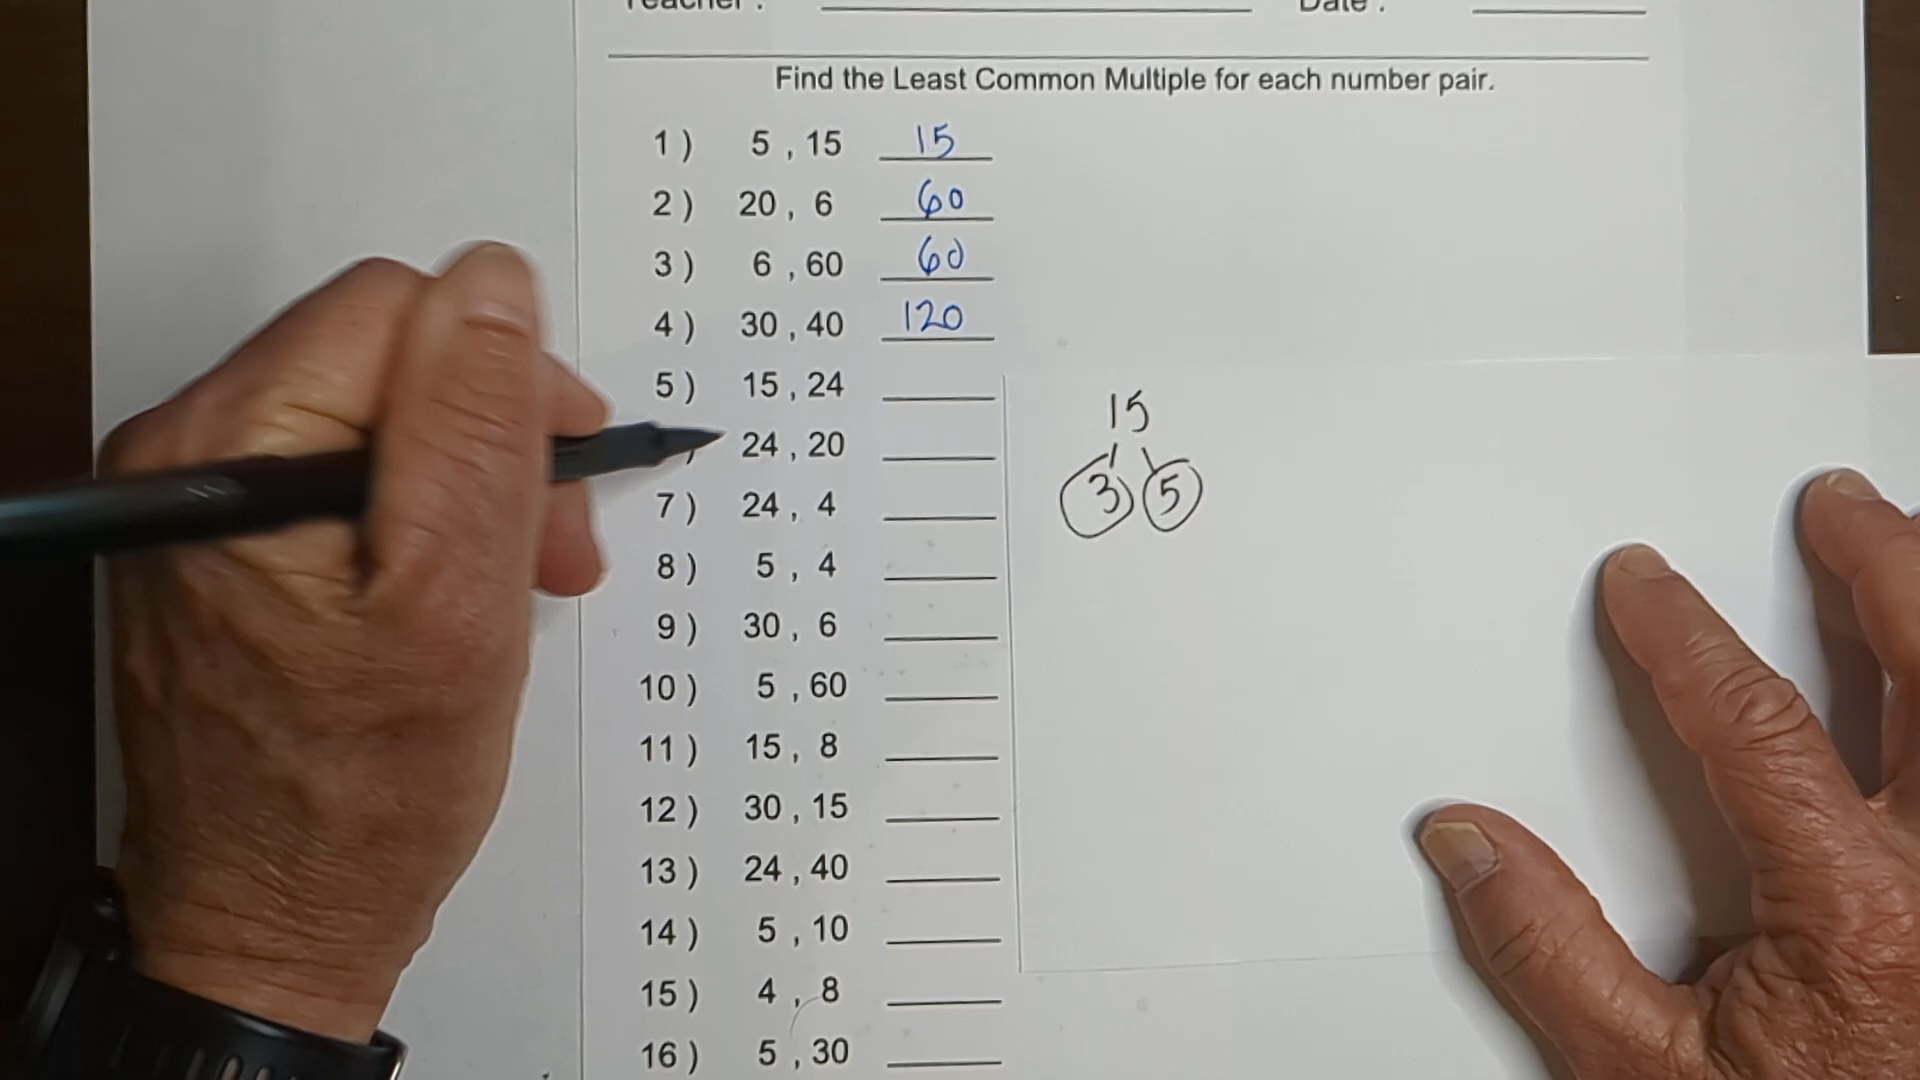 Teacher : Date :
Find the Least Common Multiple for each number pair.
1 ) 5 , 15 15
2 ) 20 , 6 60
3 ) 6 , 60 60
4 ) 30 , 40 120
5 ) 15 , 24
24 , 20
7 ) 24 , 4
8 ) 5 , 4
9 ) 30 , 6
10 ) 5 , 60
11 ) 15 , 8
12 ) 30 , 15
13 ) 24 , 40
14 ) 5 , 10
15 ) 4 , 8
16 ) 5 , 30
15
3 5